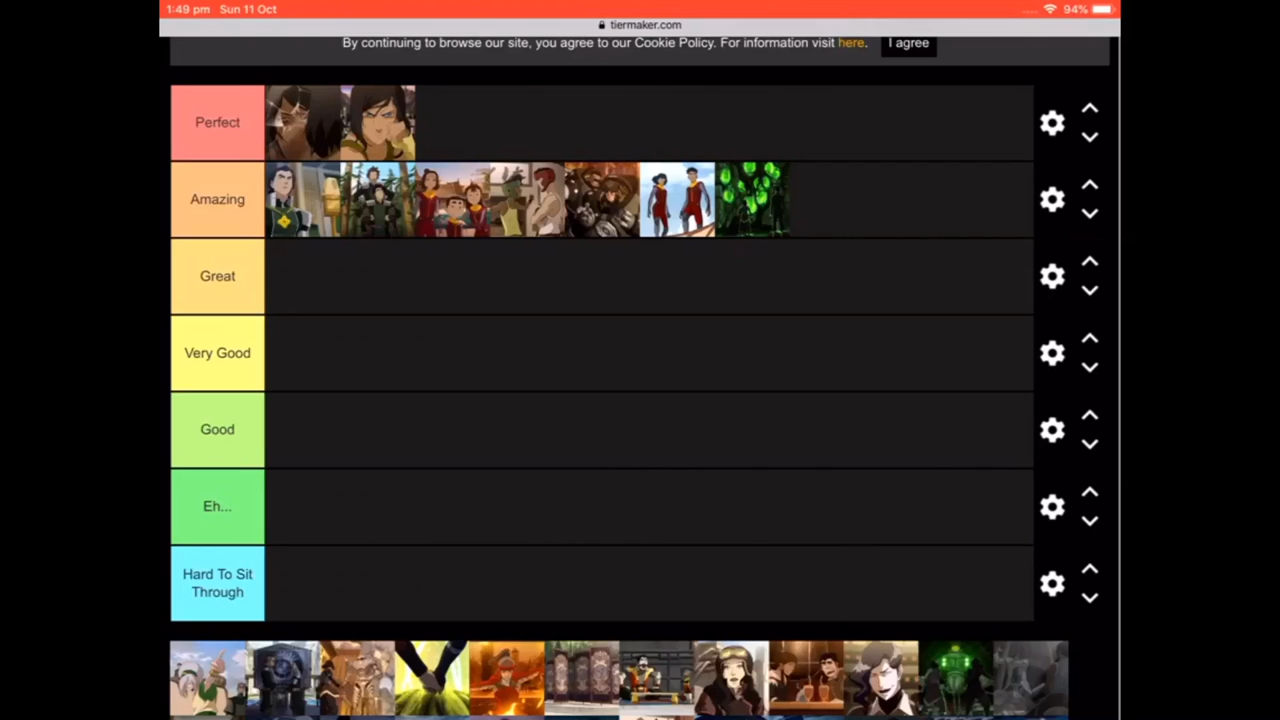 1:49 pm Sun 11 Oct
94%
tiermaker.com
By continuing to browse our site, you agree to our Cookie Policy. For information visit here. I agree
Perfect
Amazing
Great
Very Good
Good
Eh...
Hard To Sit
Through